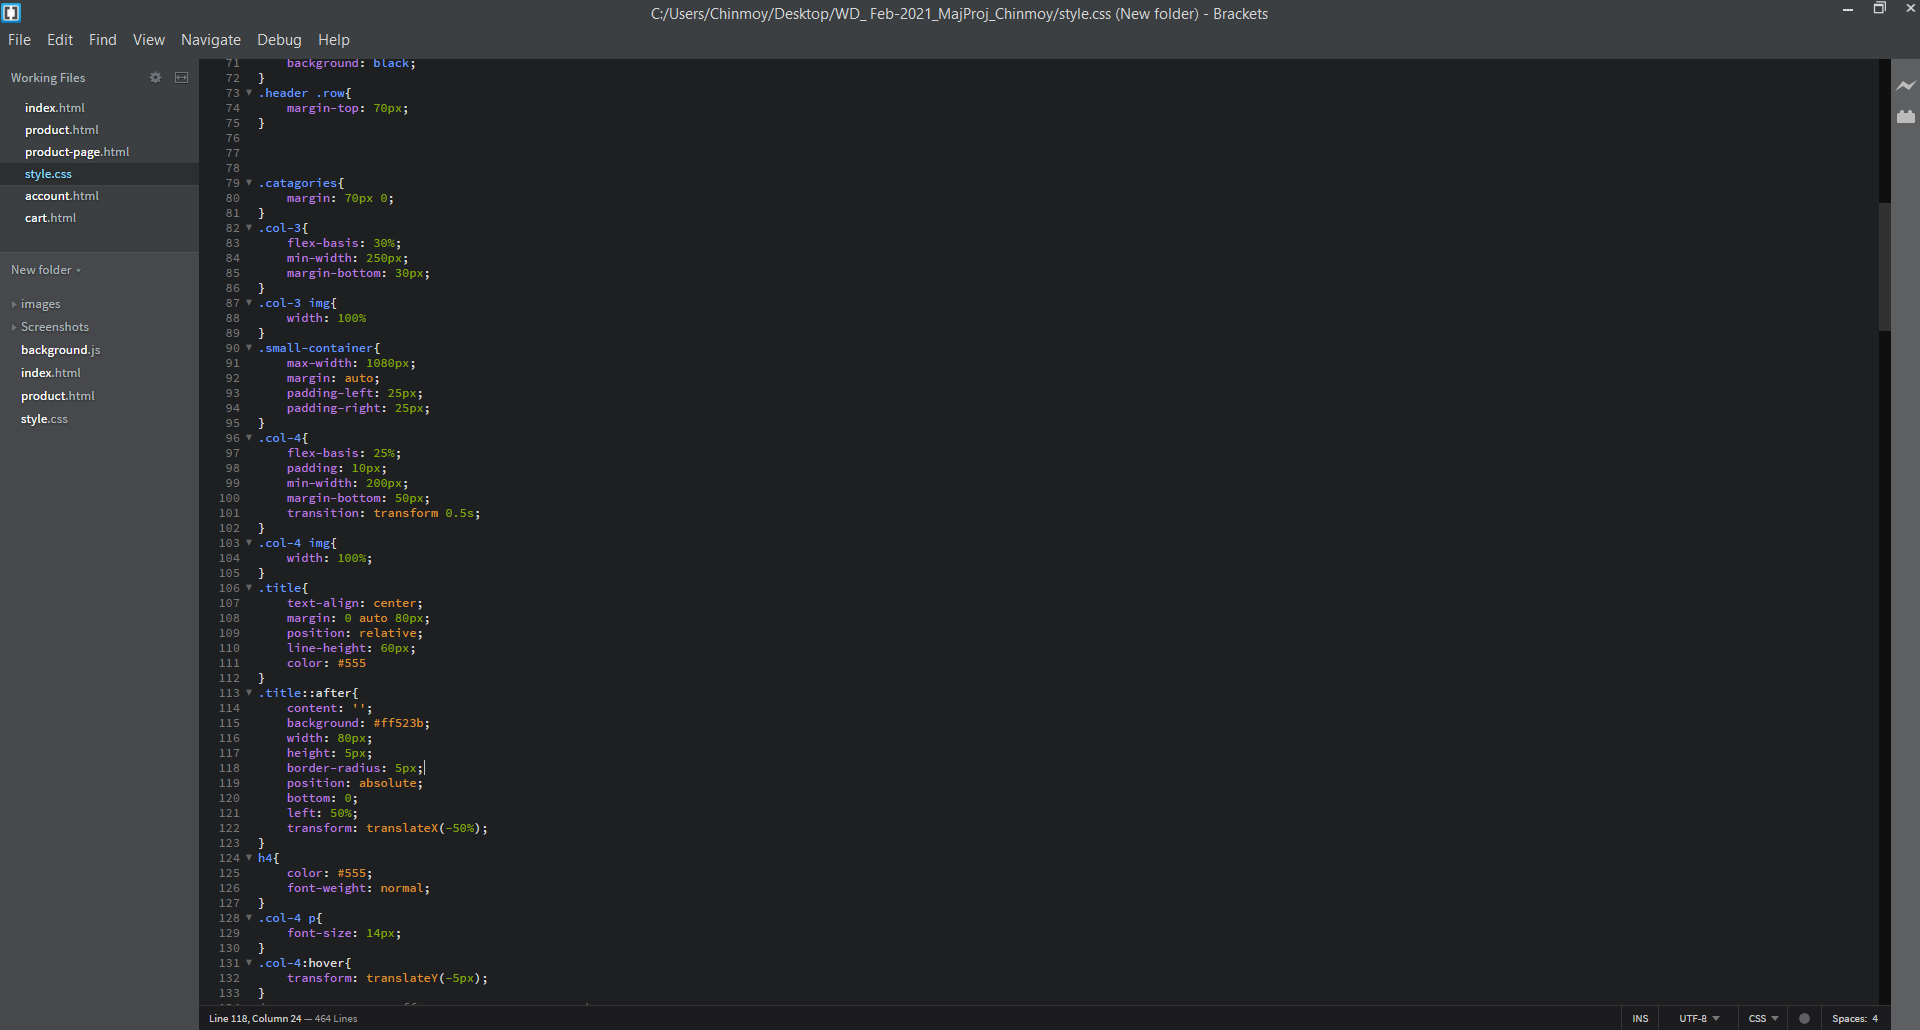 C:/Users/Chinmoy/Desktop/WD_ Feb-2021_MajProj_Chinmoy/style.css (New folder) - Brackets
File Edit Find View Navigate Debug Help
Working Files
index.html
product.html
product-page.html
style.css
account.html
cart.html
New folder
images
Screenshots
background.js
index.html
product.html
style.css
71 background: black;
72 }
73 .header .row{
74 margin-top: 70px;
75 }
76
77
78
79 .catagories{
80 margin: 70px 0;
81 }
82 .col-3{
83 flex-basis: 30%;
84 min-width: 250px;
85 margin-bottom: 30px;
86 }
87 .col-3 img{
88 width: 100%
89 }
90 .small-container{
91 max-width: 1080px;
92 margin: auto;
93 padding-left: 25px;
94 padding-right: 25px;
95 }
96 .col-4{
97 flex-basis: 25%;
98 padding: 10px;
99 min-width: 200px;
100 margin-bottom: 50px;
101 transition: transform 0.5s;
102 }
103 .col-4 img{
104 width: 100%;
105 }
106 .title{
107 text-align: center;
108 margin: 0 auto 80px;
109 position: relative;
110 line-height: 60px;
111 color: #555
112 }
113 .title::after{
114 content: '';
115 background: #ff523b;
116 width: 80px;
117 height: 5px;
118 border-radius: 5px;
119 position: absolute;
120 bottom: 0;
121 left: 50%;
122 transform: translateX(-50%);
123 }
124 h4{
125 color: #555;
126 font-weight: normal;
127 }
128 .col-4 p{
129 font-size: 14px;
130 }
131 .col-4:hover{
132 transform: translateY(-5px);
133 }
Line 118, Column 24 — 464 Lines
INS UTF-8 CSS Spaces: 4